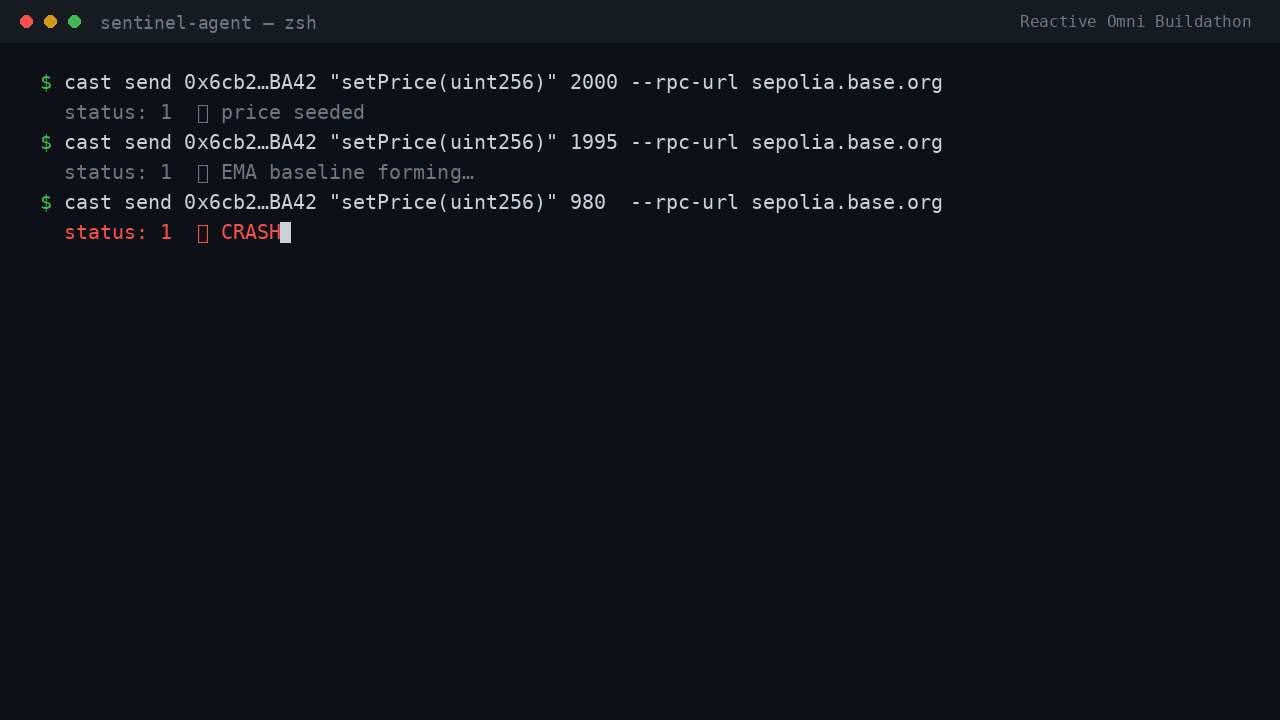 sentinel-agent — zsh
Reactive Omni Buildathon
$ cast send 0x6cb2…BA42 "setPrice(uint256)" 2000 --rpc-url sepolia.base.org
status: 1  ▯ price seeded
$ cast send 0x6cb2…BA42 "setPrice(uint256)" 1995 --rpc-url sepolia.base.org
status: 1  ▯ EMA baseline forming…
$ cast send 0x6cb2…BA42 "setPrice(uint256)" 980  --rpc-url sepolia.base.org
status: 1  ▯ CRASH